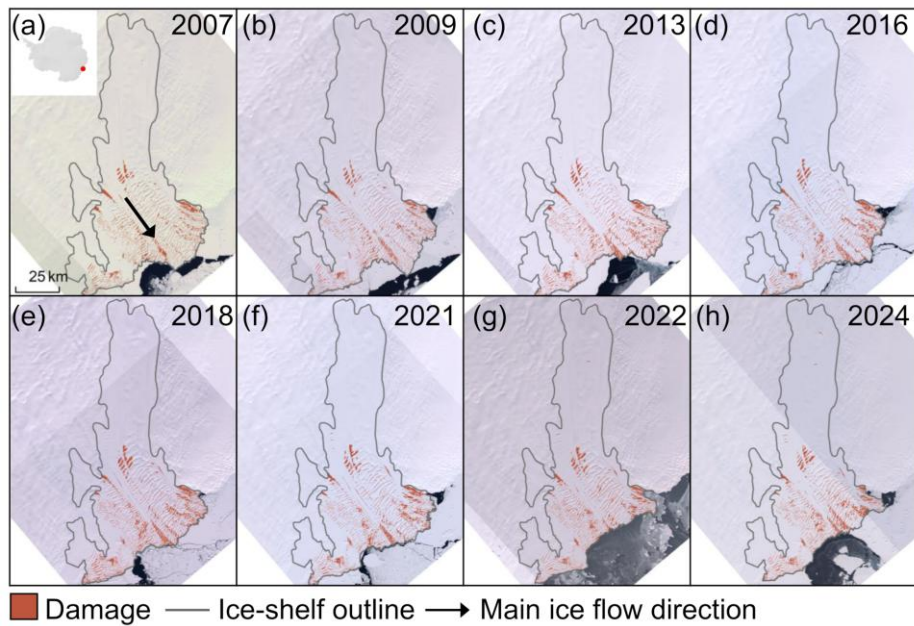 (a) 2007 (b) 2009 (c) 2013 (d) 2016
25 km
(e) 2018 (f) 2021 (g) 2022 (h) 2024
Damage Ice-shelf outline Main ice flow direction